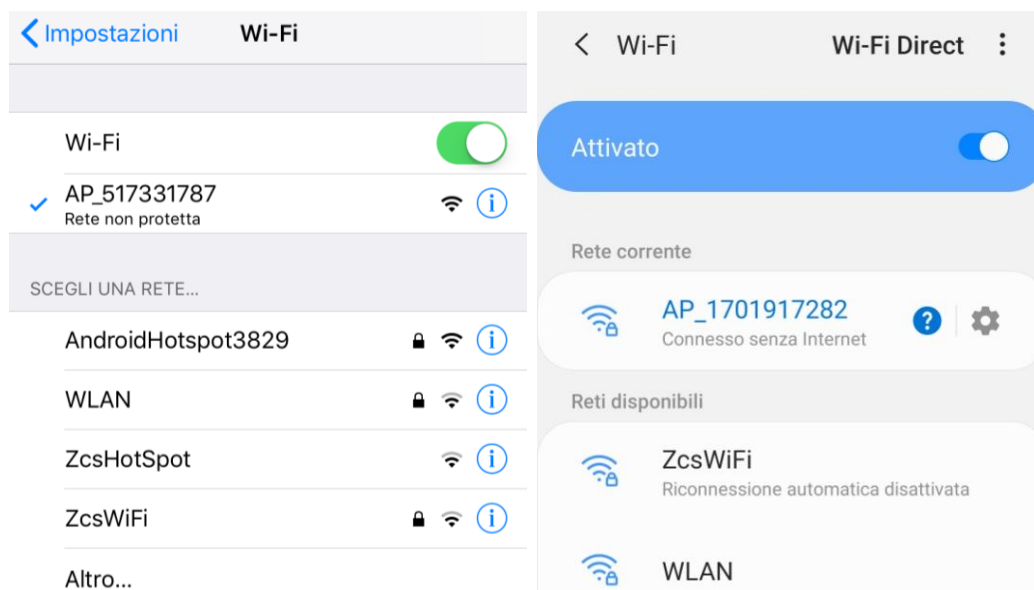 Impostazioni Wi-Fi
Wi-Fi
AP_517331787
Rete non protetta
SCEGLI UNA RETE...
AndroidHotspot3829
WLAN
ZcsHotSpot
ZcsWiFi
Altro...
Wi-Fi Wi-Fi Direct
Attivato
Rete corrente
AP_1701917282
Connesso senza Internet
Reti disponibili
ZcsWiFi
Riconnessione automatica disattivata
WLAN